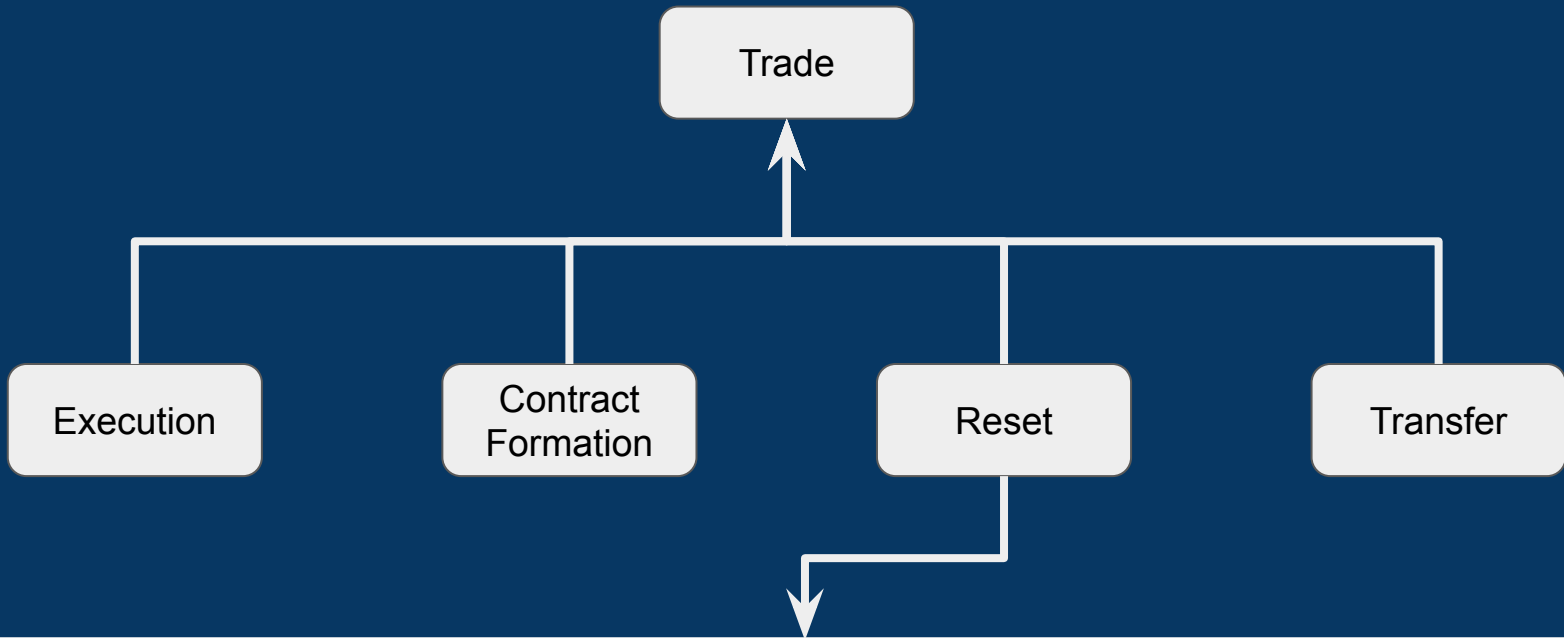 Trade
Execution
Contract
Formation
Reset
Transfer